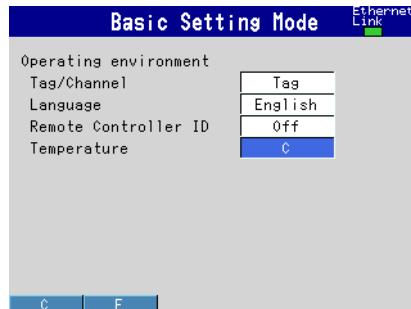 Basic Setting Mode
Ethernet
Link
Operating environment
Tag/Channel Tag
Language English
Remote Controller ID Off
Temperature C
C F